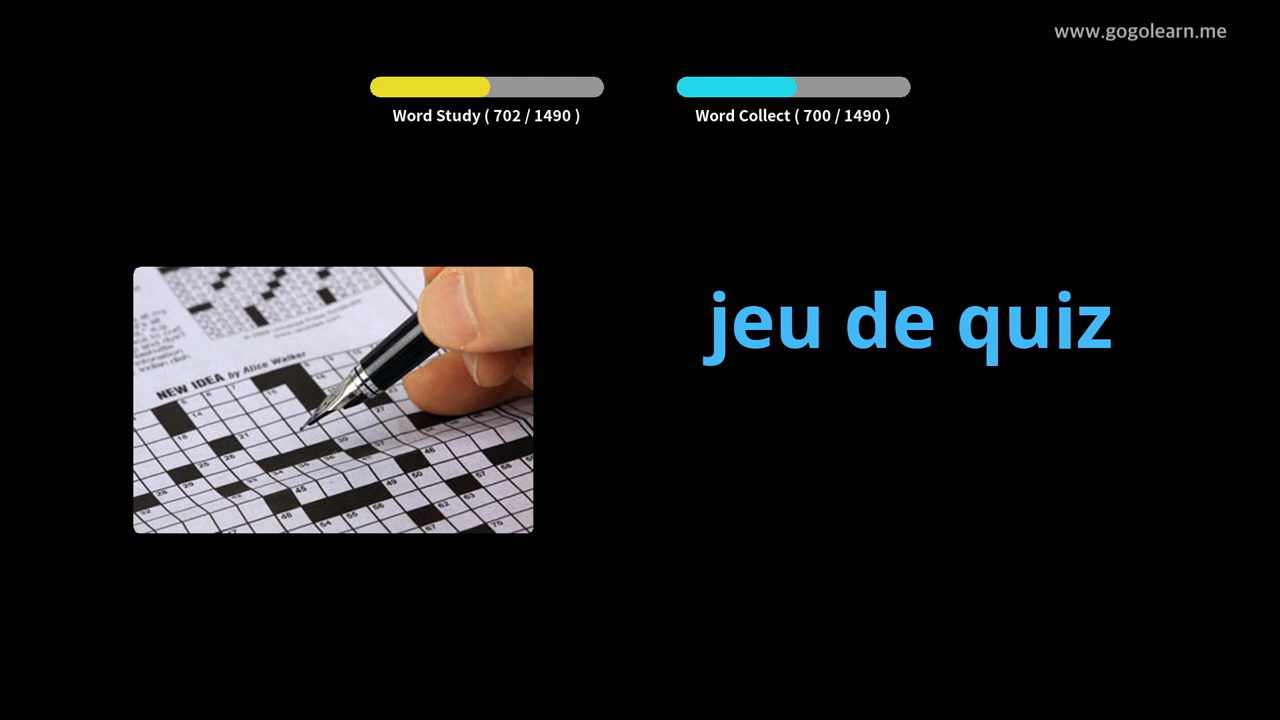 www.gogolearn.me
Word Study ( 702 / 1490 )
Word Collect ( 700 / 1490 )
jeu de quiz
NEW IDEA by Alice Walker